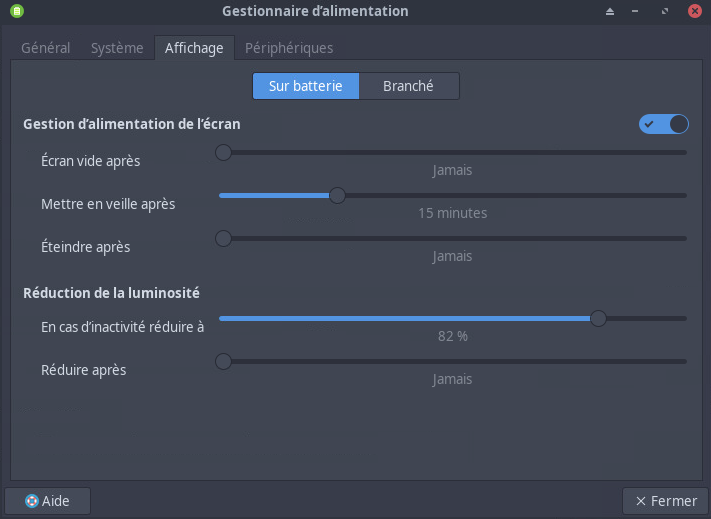 Gestionnaire d’alimentation
Général Système Affichage Périphériques
Sur batterie Branché
Gestion d’alimentation de l’écran
Écran vide après
Jamais
Mettre en veille après
15 minutes
Éteindre après
Jamais
Réduction de la luminosité
En cas d’inactivité réduire à
82 %
Réduire après
Jamais
Aide Fermer